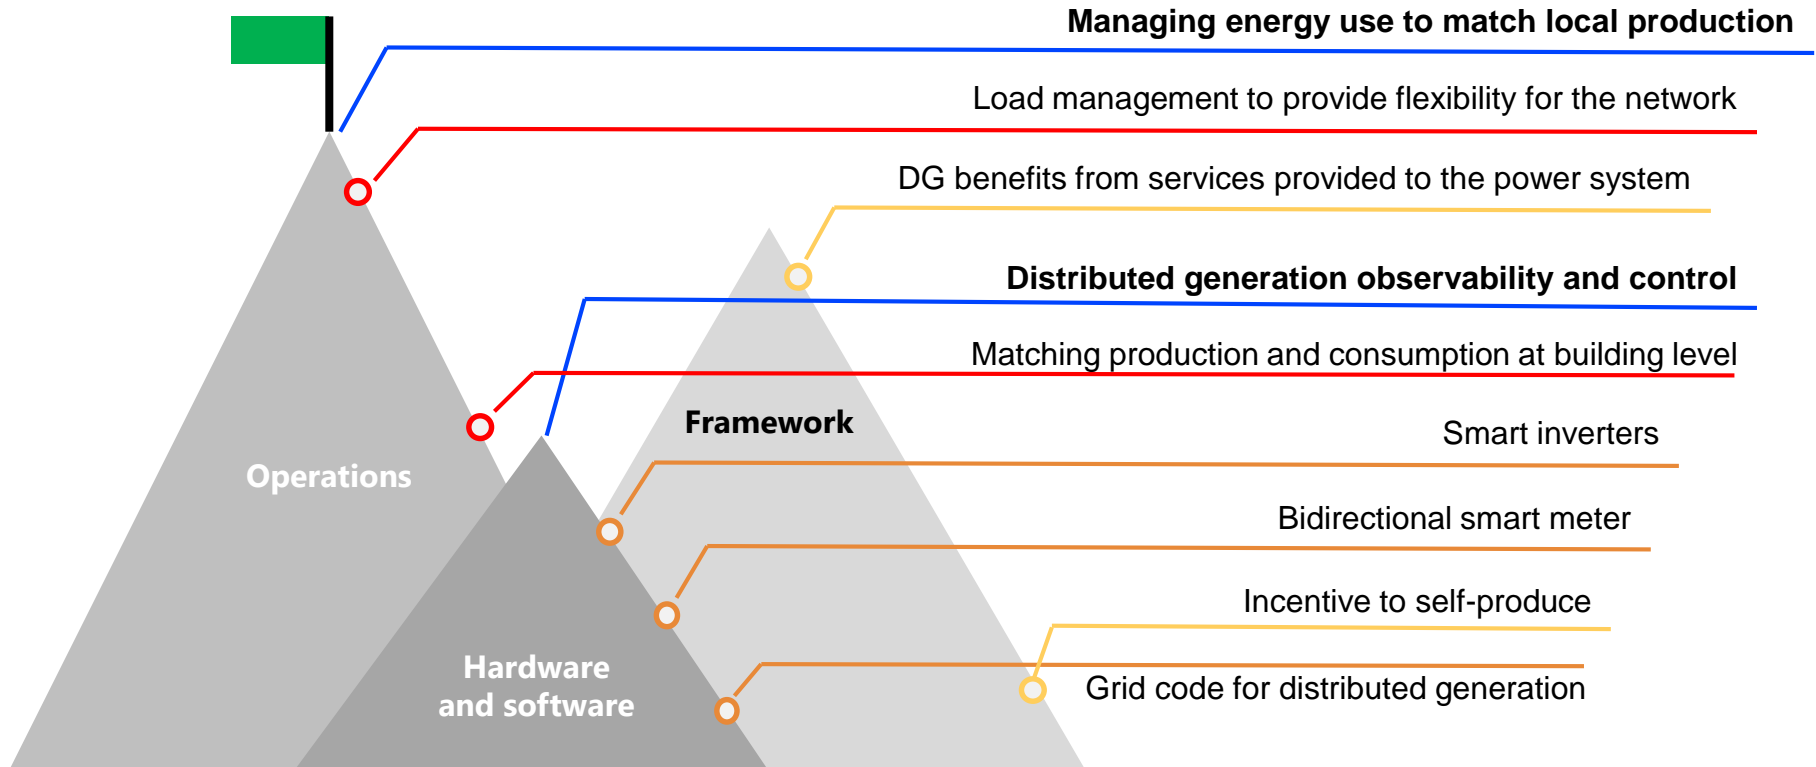 Managing energy use to match local production
Load management to provide flexibility for the network
DG benefits from services provided to the power system
Distributed generation observability and control
Matching production and consumption at building level
Framework
Smart inverters
Operations
Bidirectional smart meter
Incentive to self-produce
Hardware
and software
Grid code for distributed generation